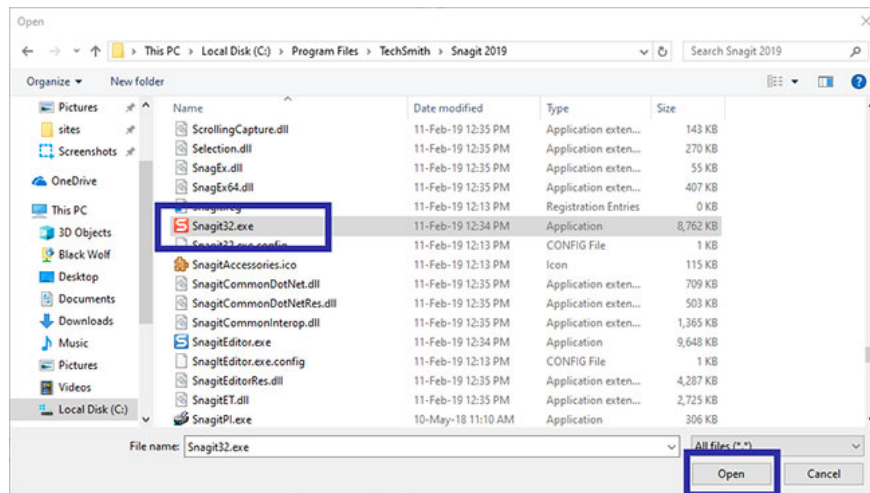 Open
This PC > Local Disk (C:) > Program Files > TechSmith > Snagit 2019
Search Snagit 2019
Organize
New folder
Pictures
sites
Screenshots
OneDrive
This PC
3D Objects
Black Wolf
Desktop
Documents
Downloads
Music
Pictures
Videos
Local Disk (C:)
Name Date modified Type Size
ScrollingCapture.dll 11-Feb-19 12:35 PM Application exten... 143 KB
Selection.dll 11-Feb-19 12:35 PM Application exten... 270 KB
SnagEx.dll 11-Feb-19 12:35 PM Application exten... 55 KB
SnagEx64.dll 11-Feb-19 12:35 PM Application exten... 407 KB
11-Feb-19 12:13 PM Registration Entries 0 KB
Snagit32.exe 11-Feb-19 12:34 PM Application 8,762 KB
Snagit32.exe.config 11-Feb-19 12:13 PM CONFIG File 1 KB
SnagitAccessories.ico 11-Feb-19 12:13 PM Icon 115 KB
SnagitCommonDotNet.dll 11-Feb-19 12:35 PM Application exten... 709 KB
SnagitCommonDotNetRes.dll 11-Feb-19 12:35 PM Application exten... 503 KB
SnagitCommonInterop.dll 11-Feb-19 12:35 PM Application exten... 1,365 KB
SnagitEditor.exe 11-Feb-19 12:34 PM Application 9,648 KB
SnagItEditor.exe.config 11-Feb-19 12:13 PM CONFIG File 1 KB
SnagitEditorRes.dll 11-Feb-19 12:35 PM Application exten... 4,287 KB
SnagitET.dll 11-Feb-19 12:35 PM Application exten... 2,725 KB
SnagitPI.exe 10-May-18 11:10 AM Application 306 KB
File name: Snagit32.exe
All files (*.*)
Open
Cancel